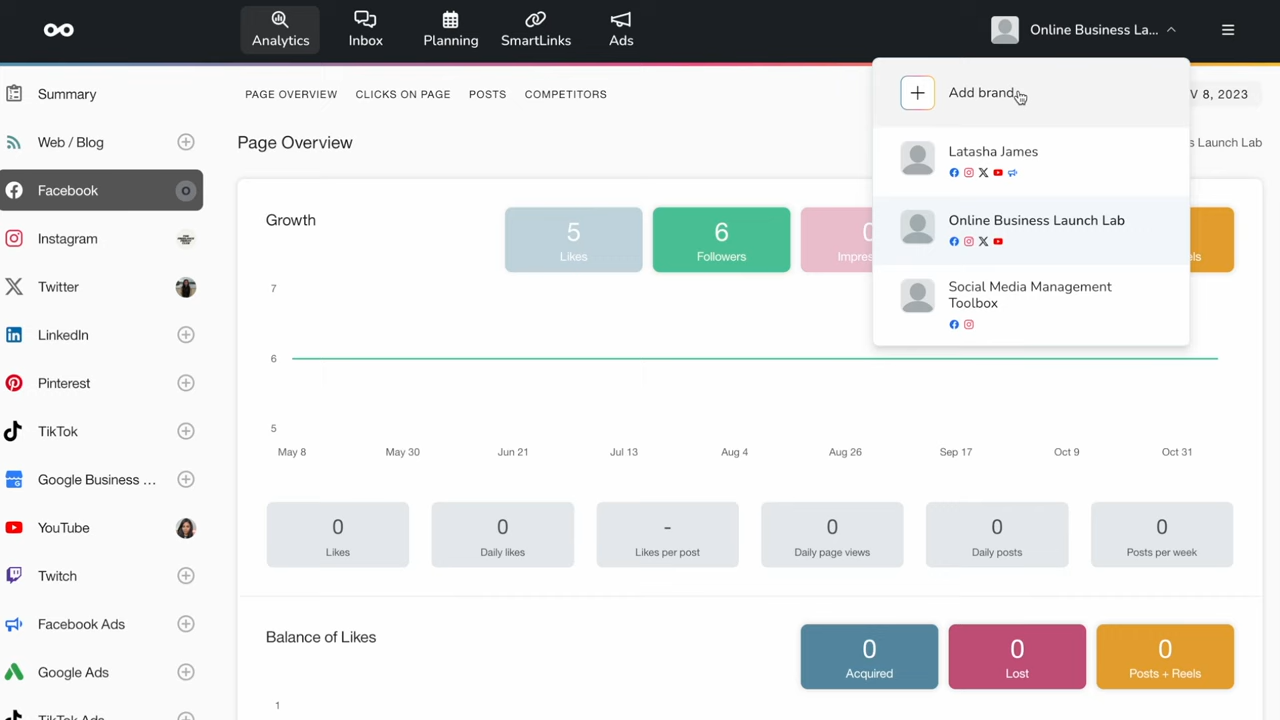 Analytics
Inbox
Planning
SmartLinks
Ads
Online Business La...
Summary
Web / Blog
Facebook
Instagram
Twitter
LinkedIn
Pinterest
TikTok
Google Business ...
YouTube
Twitch
Facebook Ads
Google Ads
TikTok Ads
PAGE OVERVIEW
CLICKS ON PAGE
POSTS
COMPETITORS
V 8, 2023
Page Overview
s Launch Lab
Add brand
Latasha James
Online Business Launch Lab
Social Media Management
Toolbox
Growth
5
Likes
6
Followers
Impres
els
7
6
5
May 8
May 30
Jun 21
Jul 13
Aug 4
Aug 26
Sep 17
Oct 9
Oct 31
0
Likes
0
Daily likes
-
Likes per post
0
Daily page views
0
Daily posts
0
Posts per week
Balance of Likes
0
Acquired
0
Lost
0
Posts + Reels
1